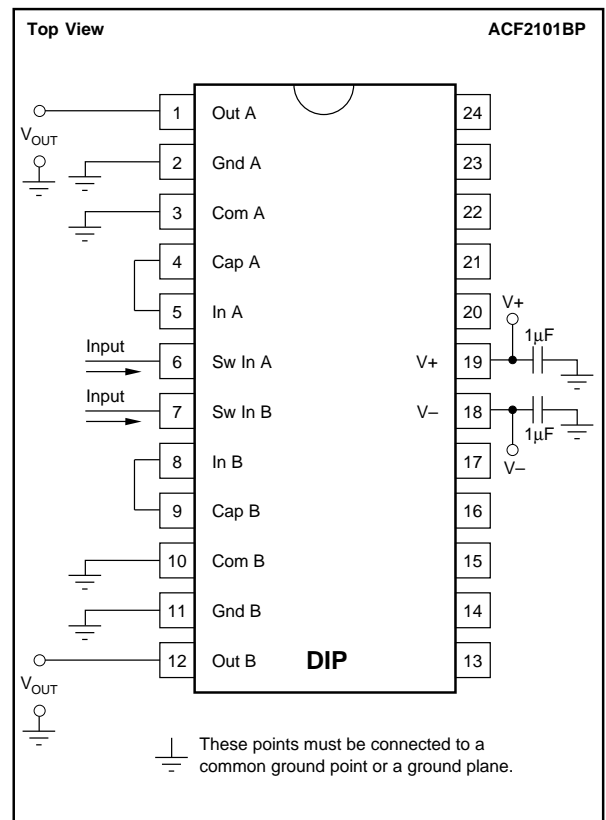 Top View ACF2101BP
1 Out A 24
V_OUT
2 Gnd A 23
3 Com A 22
4 Cap A 21
5 In A 20
V+
1µF
Input
6 Sw In A V+ 19
Input
7 Sw In B V– 18
1µF
V–
8 In B 17
9 Cap B 16
10 Com B 15
11 Gnd B 14
12 Out B DIP 13
V_OUT
These points must be connected to a
common ground point or a ground plane.